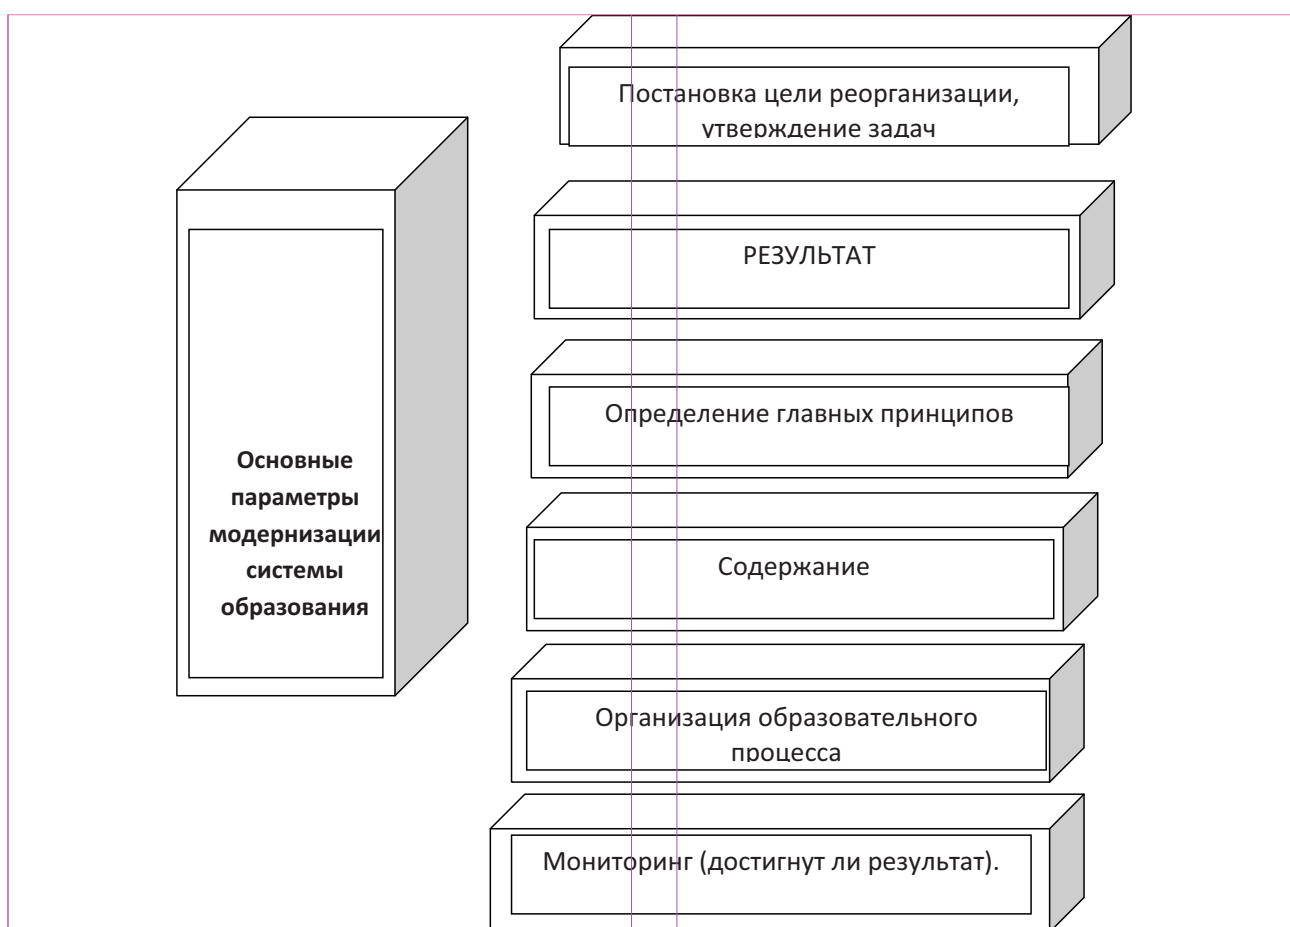 Постановка цели реорганизации,
утверждение задач
РЕЗУЛЬТАТ
Определение главных принципов
Основные
параметры
модернизации
системы
образования
Содержание
Организация образовательного
процесса
Мониторинг (достигнут ли результат).